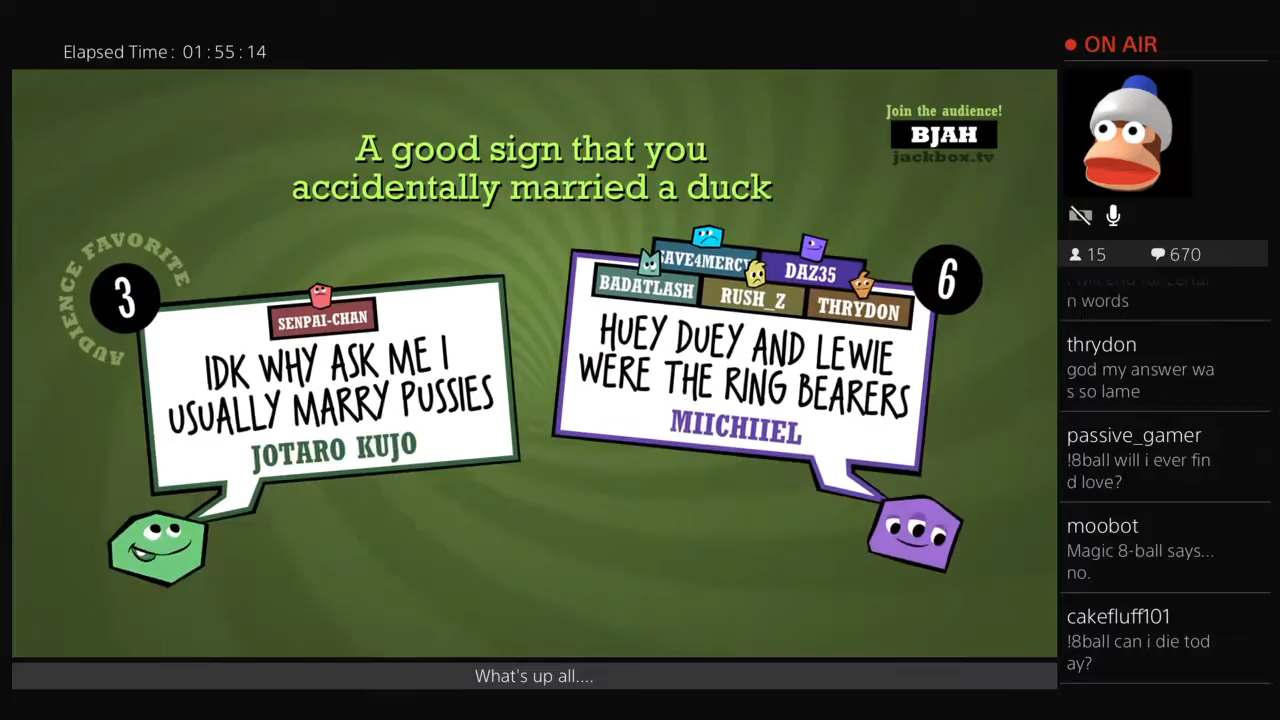 Elapsed Time: 01:55:14
ON AIR
Join the audience!
BJAH
jackbox.tv
A good sign that you
accidentally married a duck
AUDIENCE FAVORITE
3
SENPAI-CHAN
IDK WHY ASK ME I
USUALLY MARRY PUSSIES
JOTARO KUJO
6
SAVE4MERCY
DAZ35
BADATLASH
RUSH_Z
THRYDON
HUEY DUEY AND LEWIE
WERE THE RING BEARERS
MIICHIIEL
15 670
n words
thrydon
god my answer wa
s so lame
passive_gamer
!8ball will i ever fin
d love?
moobot
Magic 8-ball says...
no.
cakefluff101
!8ball can i die tod
ay?
What's up all....